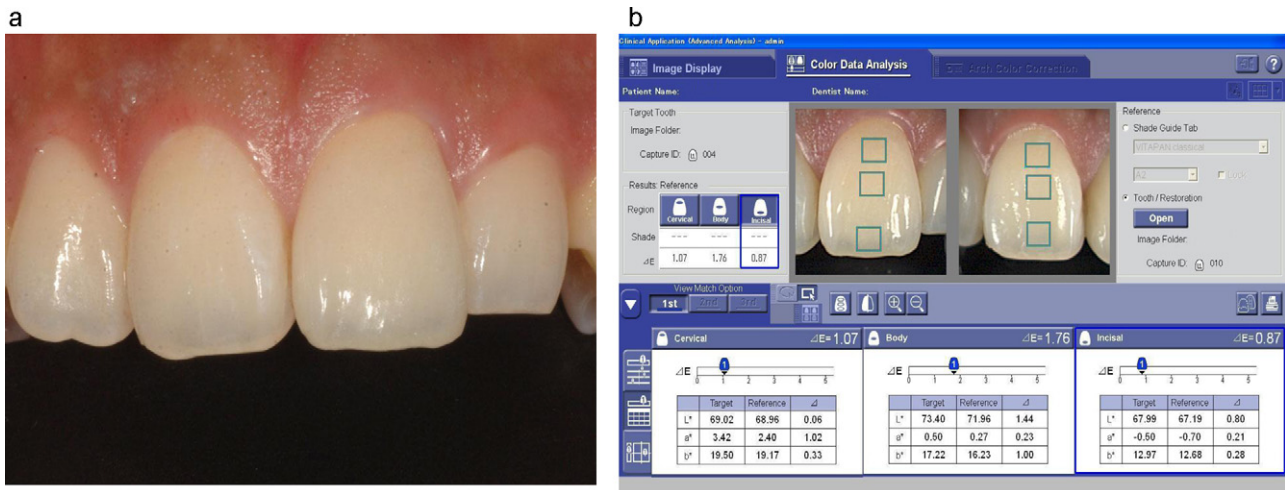 a
b
Clinical Application (Advanced Analysis) - admin
Image Display
Color Data Analysis
Arch Color Correction
?
Patient Name:
Dentist Name:
Target Tooth
Image Folder:
Capture ID: 004
Results: Reference
Region Cervical Body Incisal
Shade --- --- ---
⊿E 1.07 1.76 0.87
Reference
Shade Guide Tab
VITAPAN classical
A2
Lock
Tooth / Restoration
Open
Image Folder:
Capture ID: 010
View Match Option
1st 2nd 3rd
Cervical ⊿E=1.07
⊿E 1
0 1 2 3 4 5
Target Reference ⊿
L* 69.02 68.96 0.06
a* 3.42 2.40 1.02
b* 19.50 19.17 0.33
Body ⊿E=1.76
⊿E 1
0 1 2 3 4 5
Target Reference ⊿
L* 73.40 71.96 1.44
a* 0.50 0.27 0.23
b* 17.22 16.23 1.00
Incisal ⊿E=0.87
⊿E 1
0 1 2 3 4 5
Target Reference ⊿
L* 67.99 67.19 0.80
a* -0.50 -0.70 0.21
b* 12.97 12.68 0.28